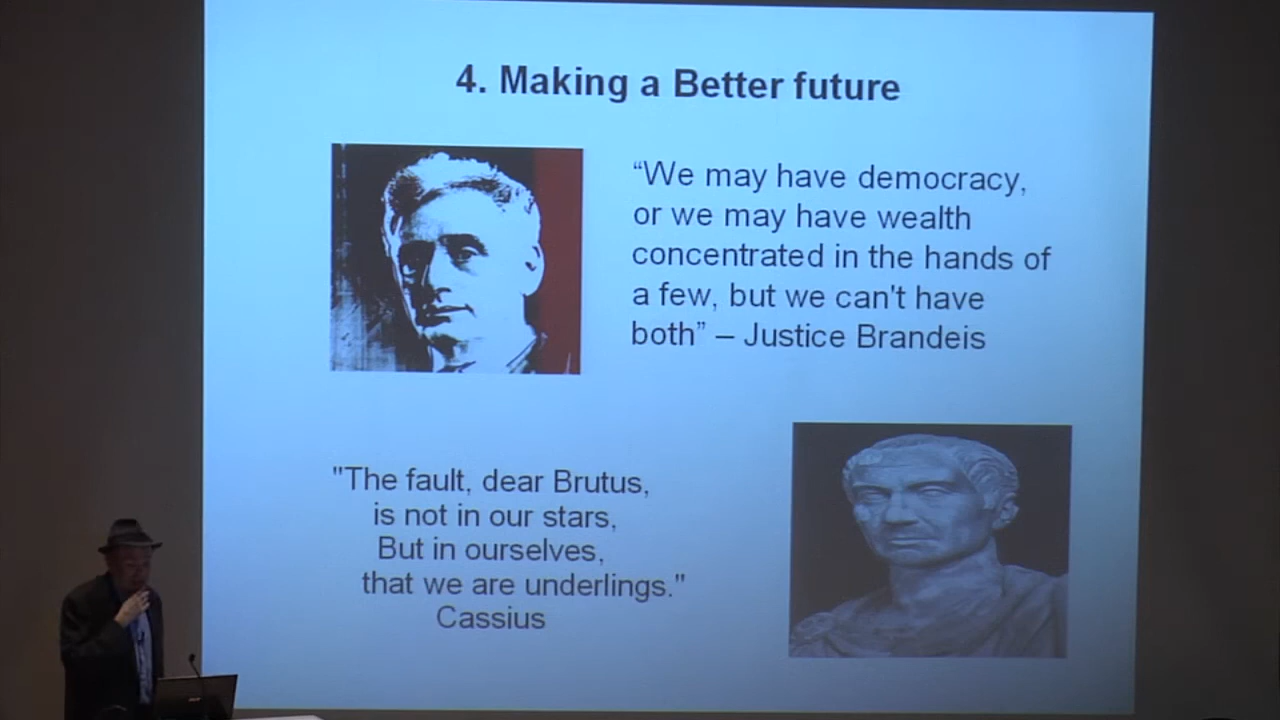 4. Making a Better future
“We may have democracy,
or we may have wealth
concentrated in the hands of
a few, but we can't have
both” – Justice Brandeis
"The fault, dear Brutus,
is not in our stars,
But in ourselves,
that we are underlings."
Cassius